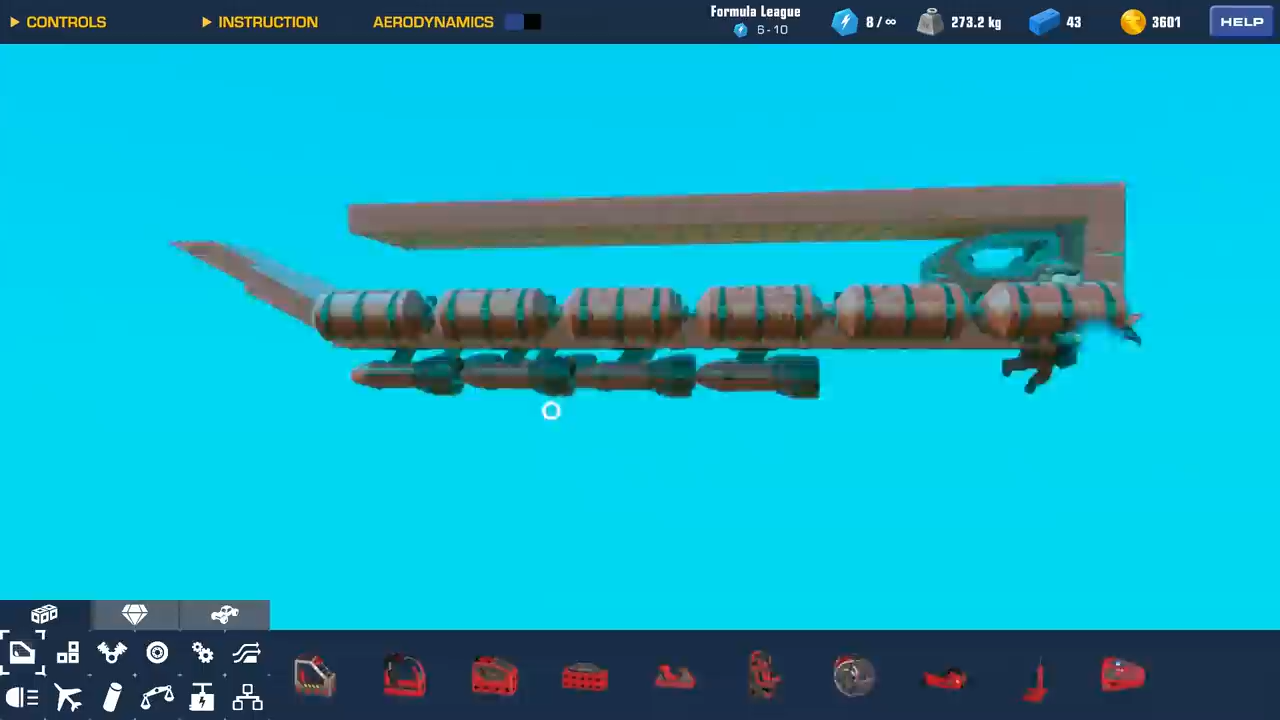 CONTROLS
INSTRUCTION
AERODYNAMICS
Formula League
6-10
8 / ∞
273.2 kg
43
3601
HELP